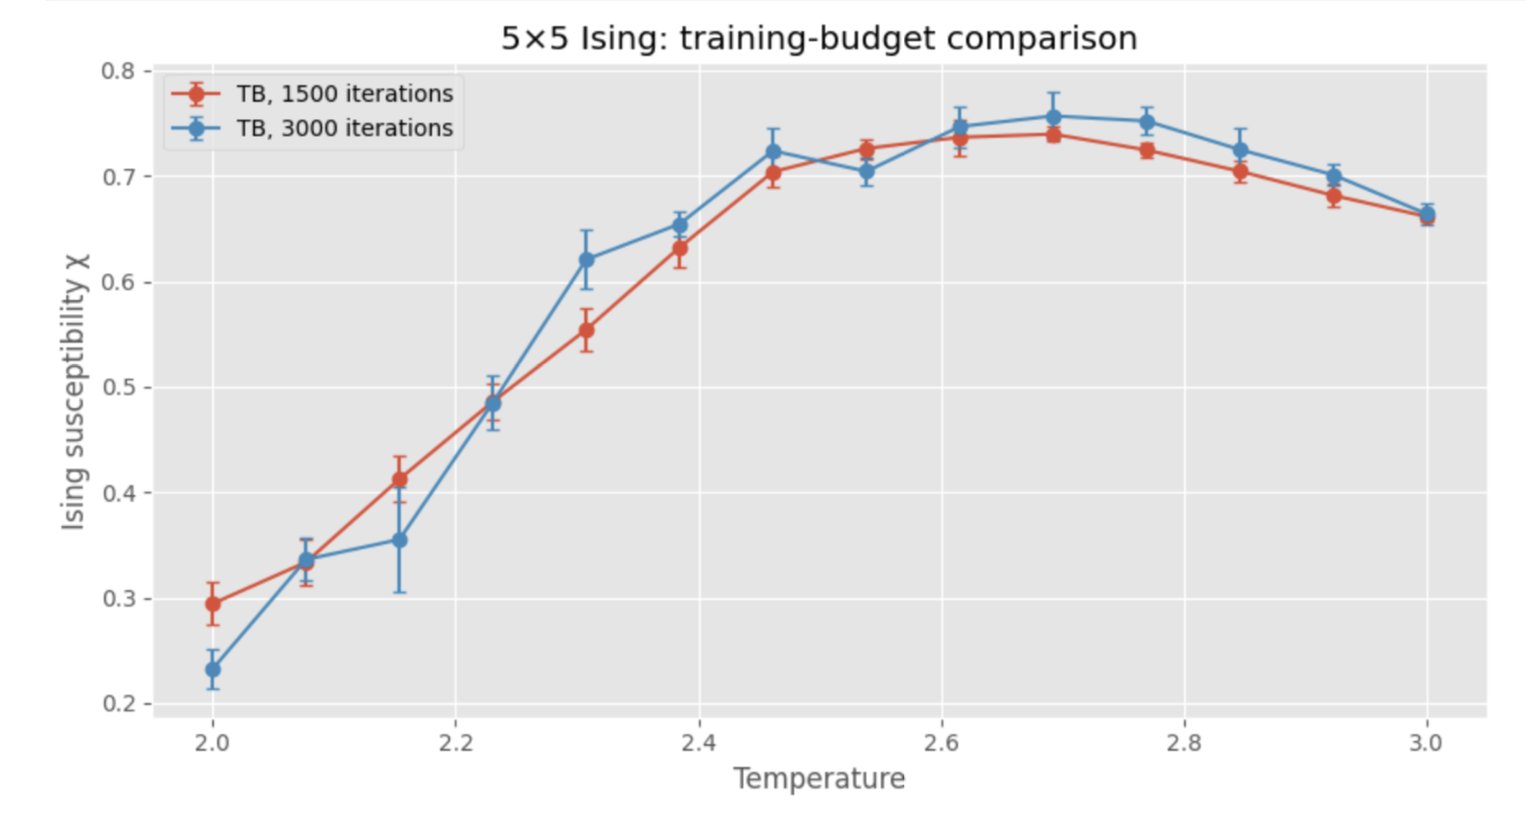 5×5 Ising: training-budget comparison
TB, 1500 iterations
TB, 3000 iterations
Ising susceptibility χ
0.8
0.7
0.6
0.5
0.4
0.3
0.2
2.0 2.2 2.4 2.6 2.8 3.0
Temperature